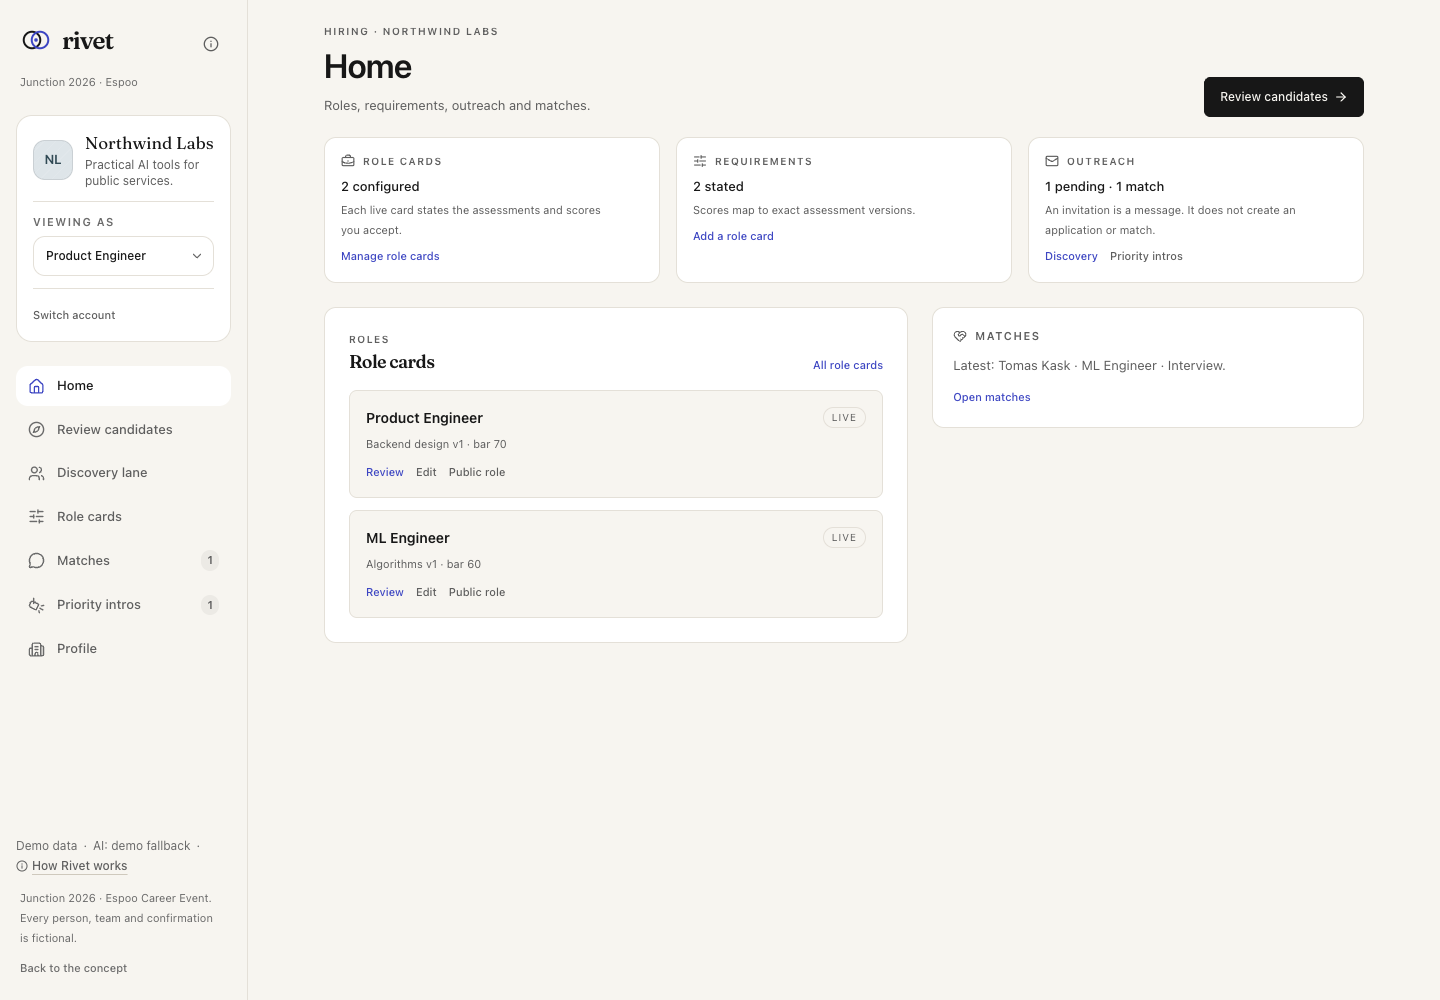 rivet
Junction 2026 · Espoo
NL
Northwind Labs
Practical AI tools for
public services.
VIEWING AS
Product Engineer
Switch account
Home
Review candidates
Discovery lane
Role cards
Matches 1
Priority intros 1
Profile
Demo data · AI: demo fallback ·
How Rivet works
Junction 2026 · Espoo Career Event.
Every person, team and confirmation
is fictional.
Back to the concept
HIRING · NORTHWIND LABS
Home
Roles, requirements, outreach and matches.
Review candidates
ROLE CARDS
2 configured
Each live card states the assessments and scores
you accept.
Manage role cards
REQUIREMENTS
2 stated
Scores map to exact assessment versions.
Add a role card
OUTREACH
1 pending · 1 match
An invitation is a message. It does not create an
application or match.
Discovery Priority intros
ROLES
Role cards
All role cards
Product Engineer
LIVE
Backend design v1 · bar 70
Review Edit Public role
ML Engineer
LIVE
Algorithms v1 · bar 60
Review Edit Public role
MATCHES
Latest: Tomas Kask · ML Engineer · Interview.
Open matches